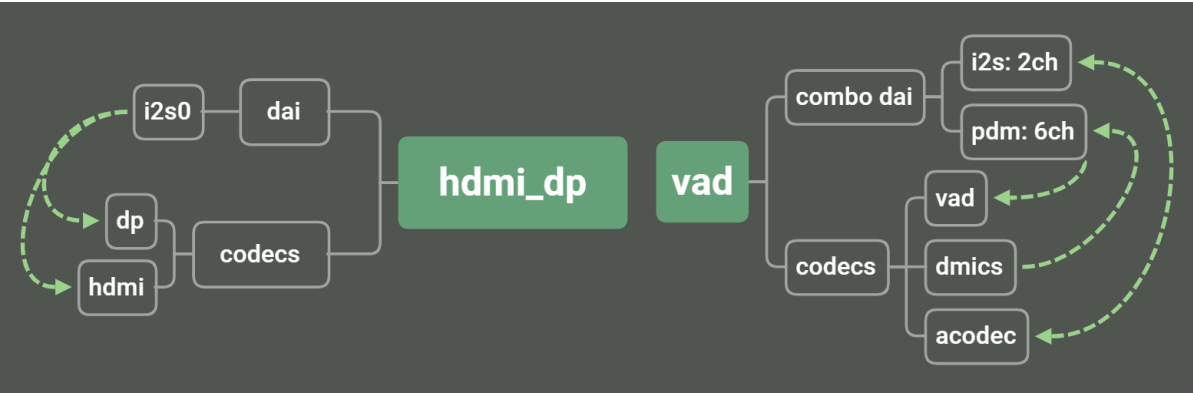 hdmi_dp
dai
i2s0
codecs
dp
hdmi
vad
combo dai
i2s: 2ch
pdm: 6ch
codecs
vad
dmics
acodec